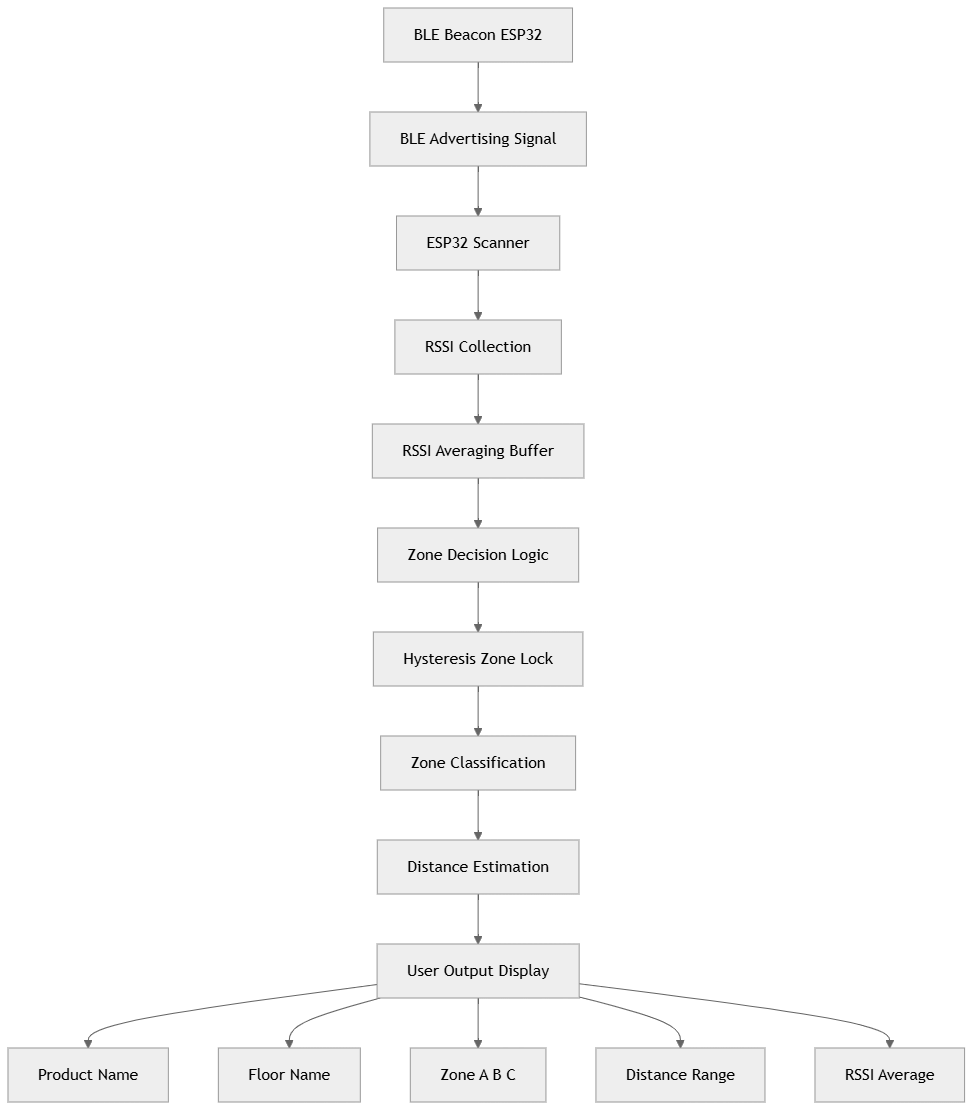 BLE Beacon ESP32
BLE Advertising Signal
ESP32 Scanner
RSSI Collection
RSSI Averaging Buffer
Zone Decision Logic
Hysteresis Zone Lock
Zone Classification
Distance Estimation
User Output Display
Product Name
Floor Name
Zone A B C
Distance Range
RSSI Average